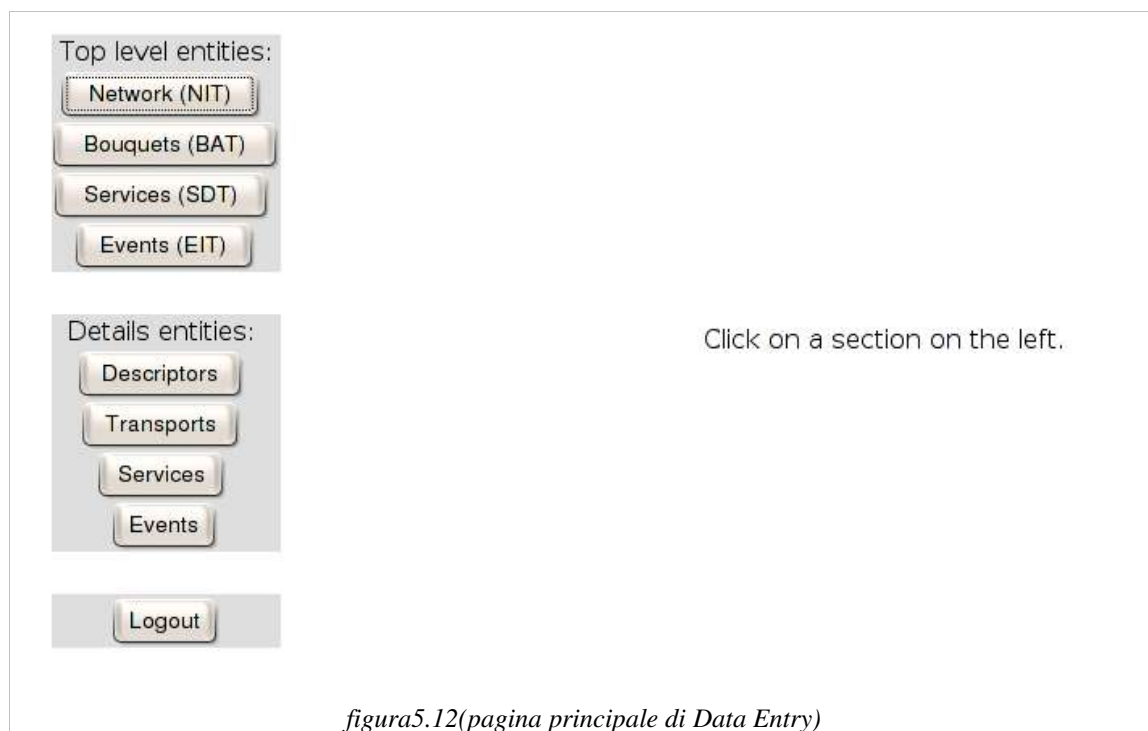 Top level entities:
Network (NIT)
Bouquets (BAT)
Services (SDT)
Events (EIT)
Details entities:
Descriptors
Transports
Services
Events
Logout
Click on a section on the left.
figura5.12(pagina principale di Data Entry)